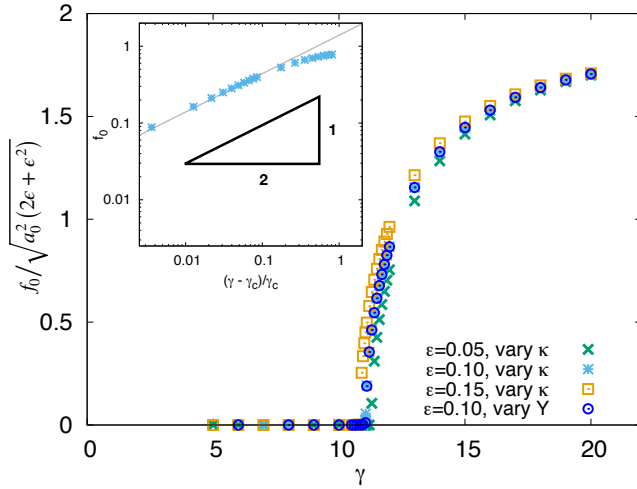 2
1.5
1
0.5
0
f₀/√a₀²(2ϵ + ϵ²)
0 5 10 15 20
γ
1
0.1
0.01
f₀
0.01 0.1 1
(γ - γc)/γc
1
2
ε=0.05, vary κ
ε=0.10, vary κ
ε=0.15, vary κ
ε=0.10, vary Y